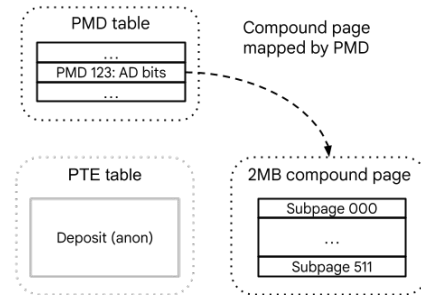 PMD table
...
PMD 123: AD bits
...
Compound page
mapped by PMD
PTE table
Deposit (anon)
2MB compound page
Subpage 000
...
Subpage 511